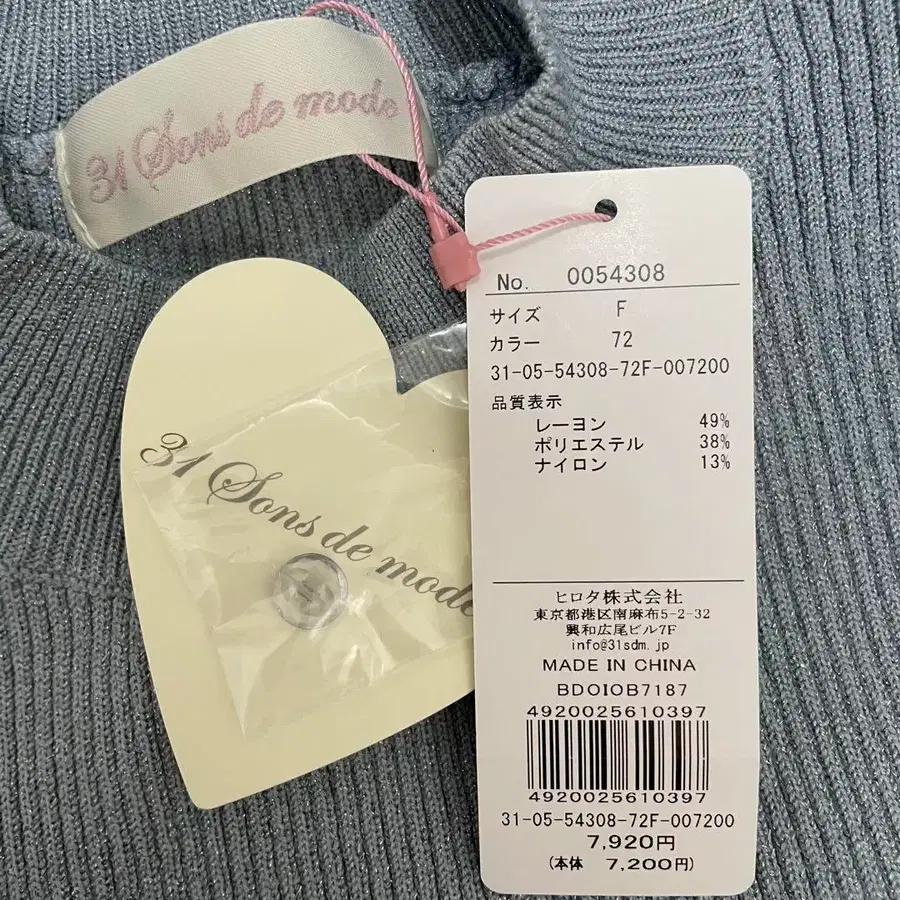 31 Sons de mode
31 Sons de mode
No. 0054308
サイズ F
カラー 72
31-05-54308-72F-007200
品質表示
レーヨン 49%
ポリエステル 38%
ナイロン 13%
ヒロタ株式会社
東京都港区南麻布5-2-32
興和広尾ビル7F
info@31sdm.jp
MADE IN CHINA
BDOIOB7187
4920025610397
4920025610397
31-05-54308-72F-007200
7,920円
(本体 7,200円)